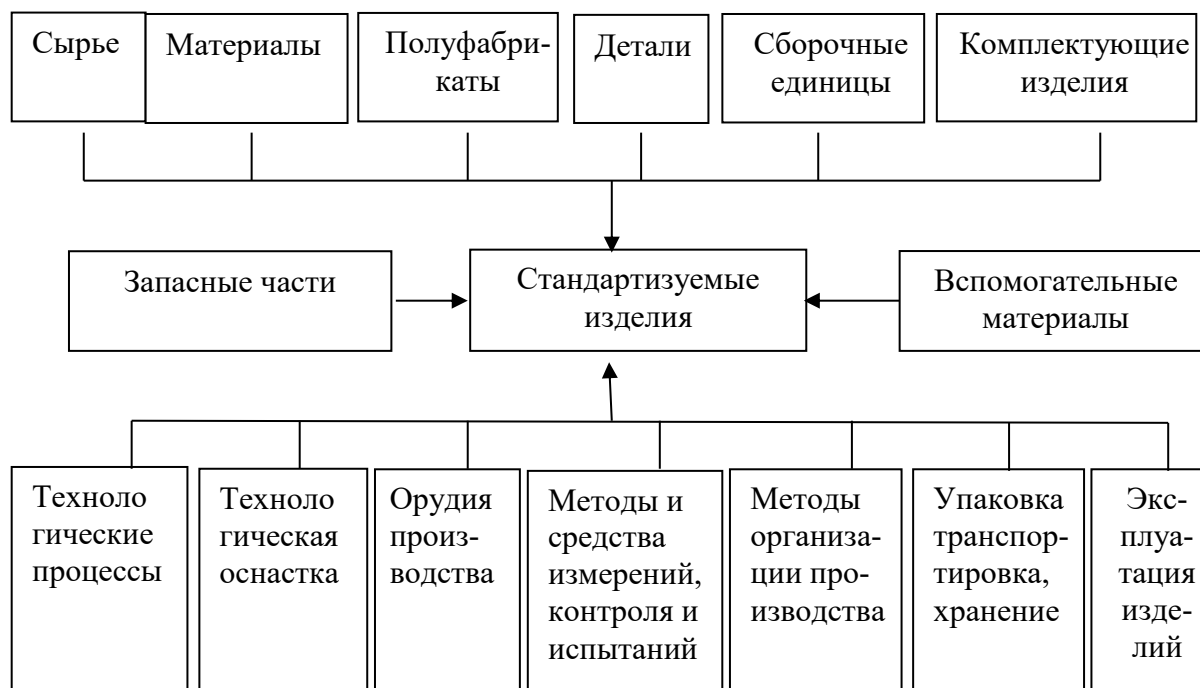 Сырье
Материалы
Полуфабри-
каты
Детали
Сборочные
единицы
Комплектующие
изделия
Запасные части
Стандартизуемые
изделия
Вспомогательные
материалы
Техноло
гические
процессы
Техноло
гическая
оснастка
Орудия
произ-
водства
Методы и
средства
измерений,
контроля и
испытаний
Методы
организа-
ции про-
изводства
Упаковка
транспор-
тировка,
хранение
Экс-
плуа-
тация
изде-
лий